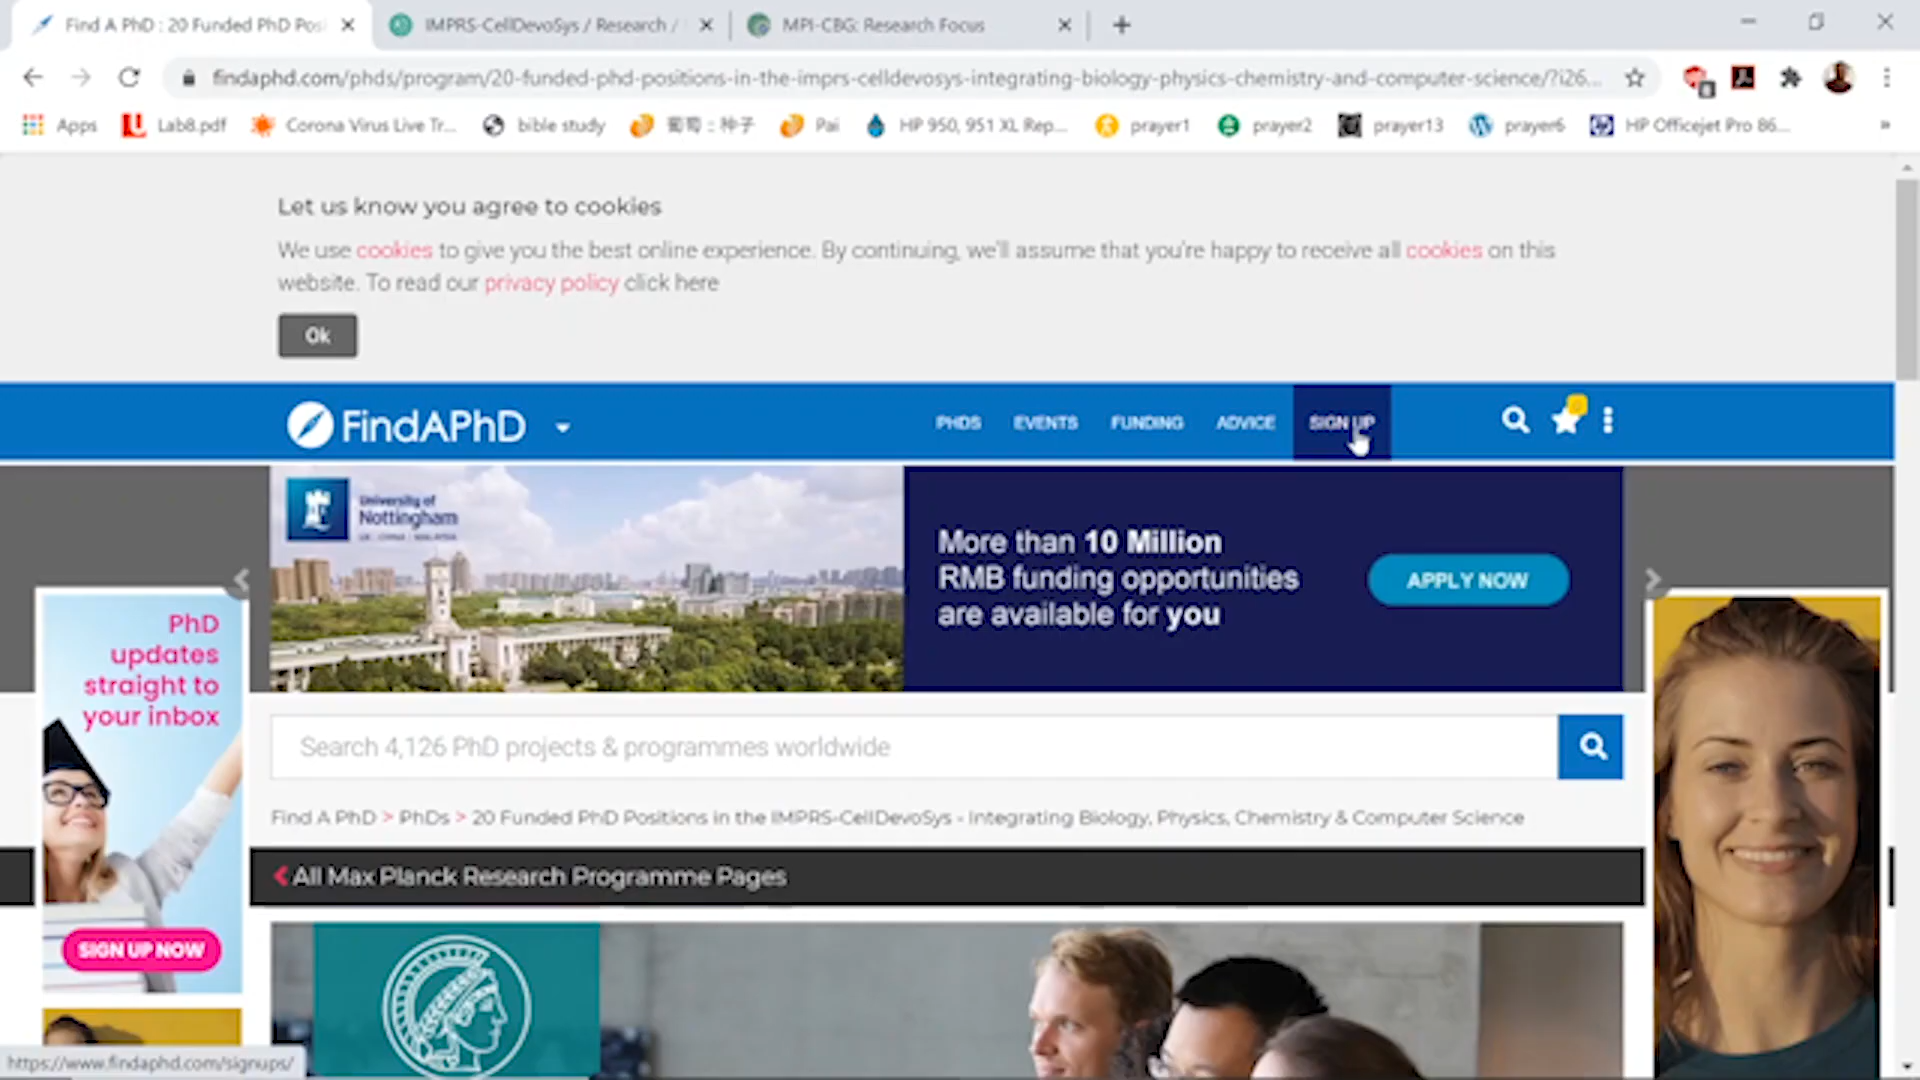 Find A PhD : 20 Funded PhD Posi
IMPRS-CellDevoSys / Research /
MPI-CBG: Research Focus
findaphd.com/phds/program/20-funded-phd-positions-in-the-imprs-celldevosys-integrating-biology-physics-chemistry-and-computer-science/?i26...
Apps
Lab8.pdf
Corona Virus Live Tr...
bible study
葡萄：种子
Pai
HP 950, 951 XL Rep...
prayer1
prayer2
prayer13
prayer6
HP Officejet Pro 86...
»
Let us know you agree to cookies
We use cookies to give you the best online experience. By continuing, we'll assume that you're happy to receive all cookies on this
website. To read our privacy policy click here
Ok
FindAPhD
PHDS
EVENTS
FUNDING
ADVICE
SIGN UP
University of
Nottingham
UK | CHINA | MALAYSIA
More than 10 Million
RMB funding opportunities
are available for you
APPLY NOW
PhD
updates
straight to
your inbox
SIGN UP NOW
Search 4,126 PhD projects & programmes worldwide
Find A PhD > PhDs > 20 Funded PhD Positions in the IMPRS-CellDevoSys - Integrating Biology, Physics, Chemistry & Computer Science
All Max Planck Research Programme Pages
https://www.findaphd.com/signups/